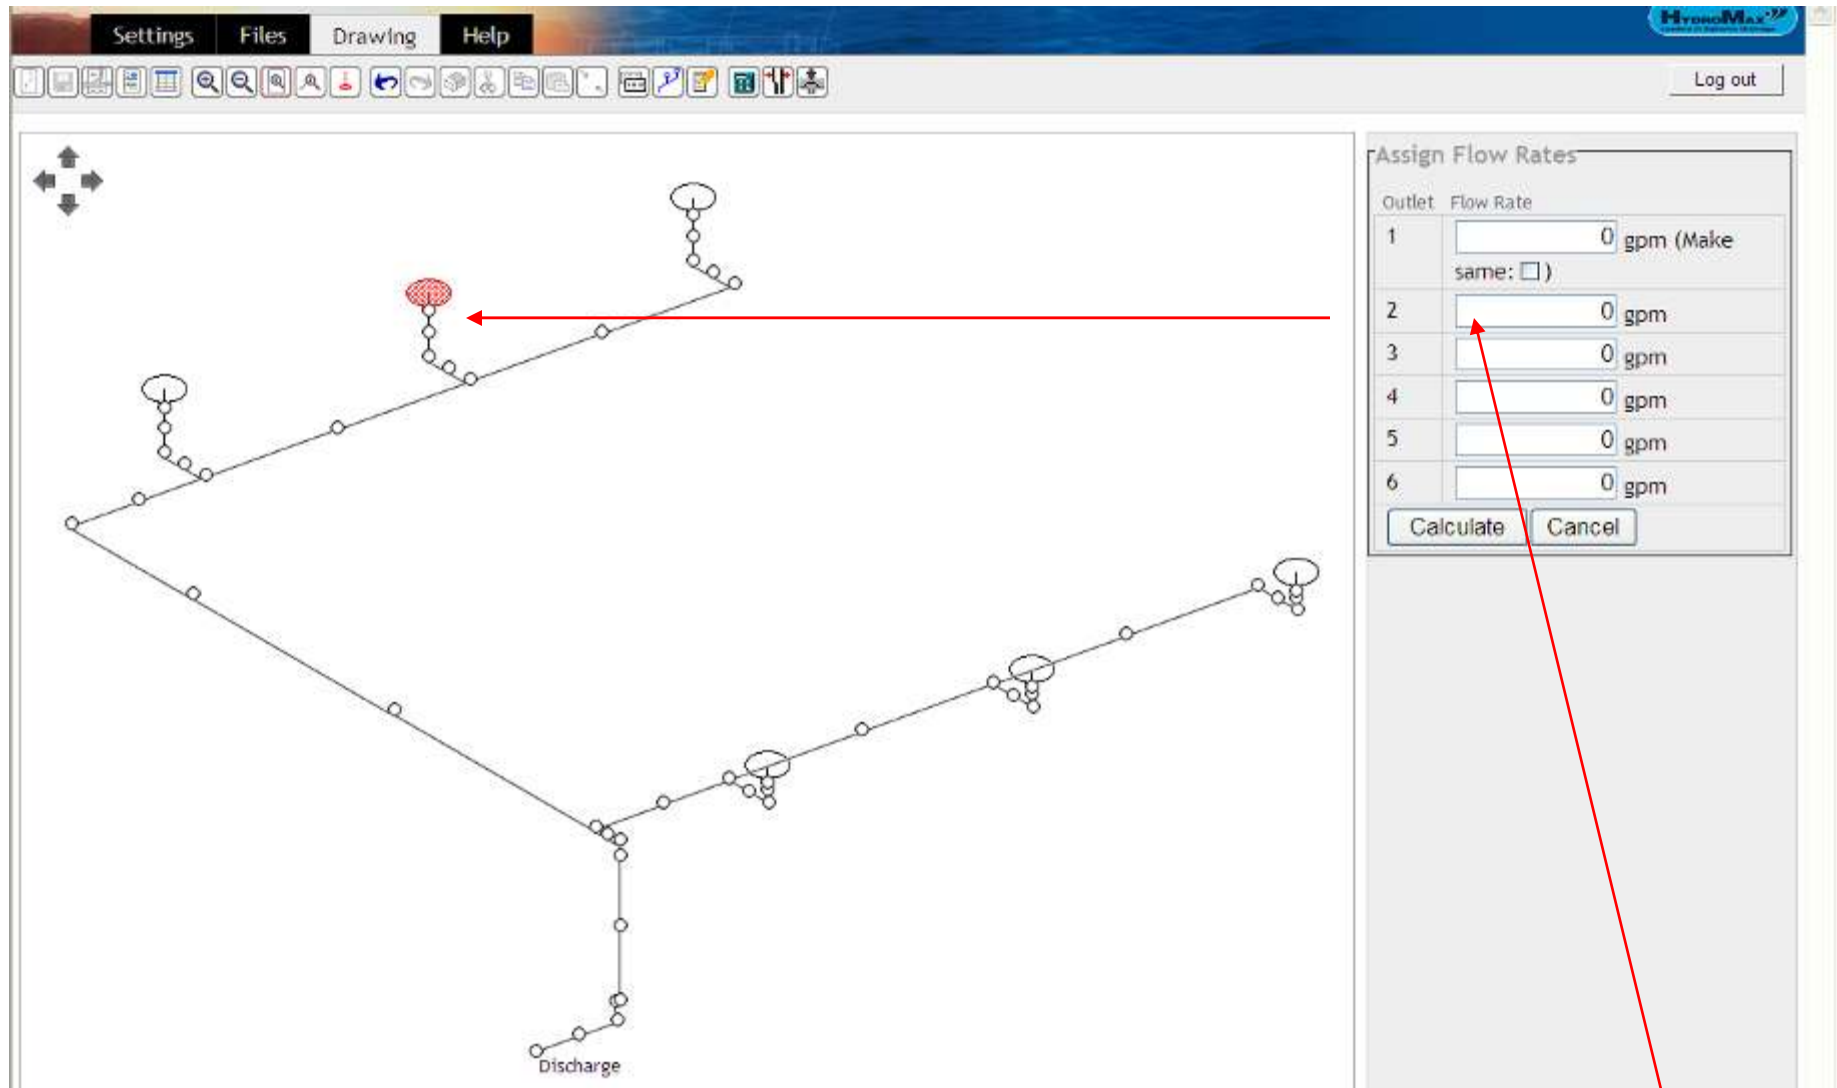 Settings Files Drawing Help
HydroMax
Log out
Assign Flow Rates
Outlet Flow Rate
1 0 gpm (Make
same: )
2 0 gpm
3 0 gpm
4 0 gpm
5 0 gpm
6 0 gpm
Calculate Cancel
Discharge